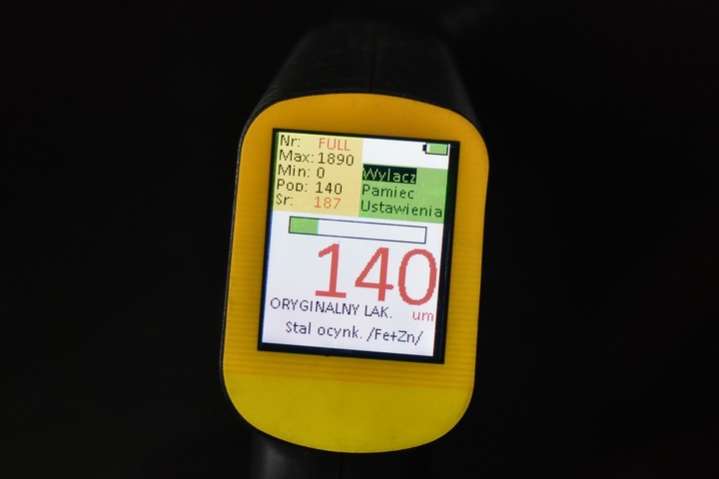 Nr: FULL
Max: 1890
Min: 0
Pop: 140
Sr: 187
Wylacz
Pamiec
Ustawienia
140
um
ORYGINALNY LAK.
Stal ocynk. /Fe+Zn/